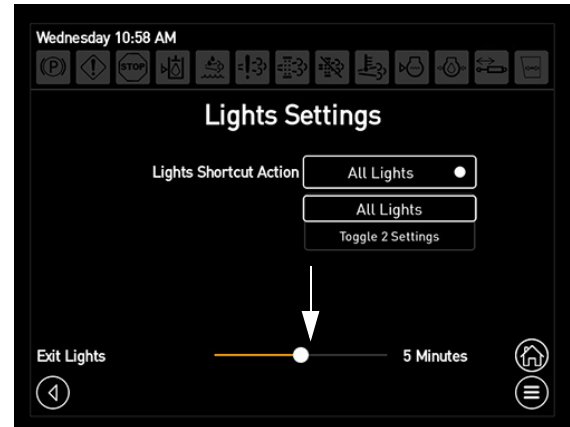 Wednesday 10:58 AM
(P) STOP
Lights Settings
Lights Shortcut Action All Lights
All Lights
Toggle 2 Settings
Exit Lights 5 Minutes